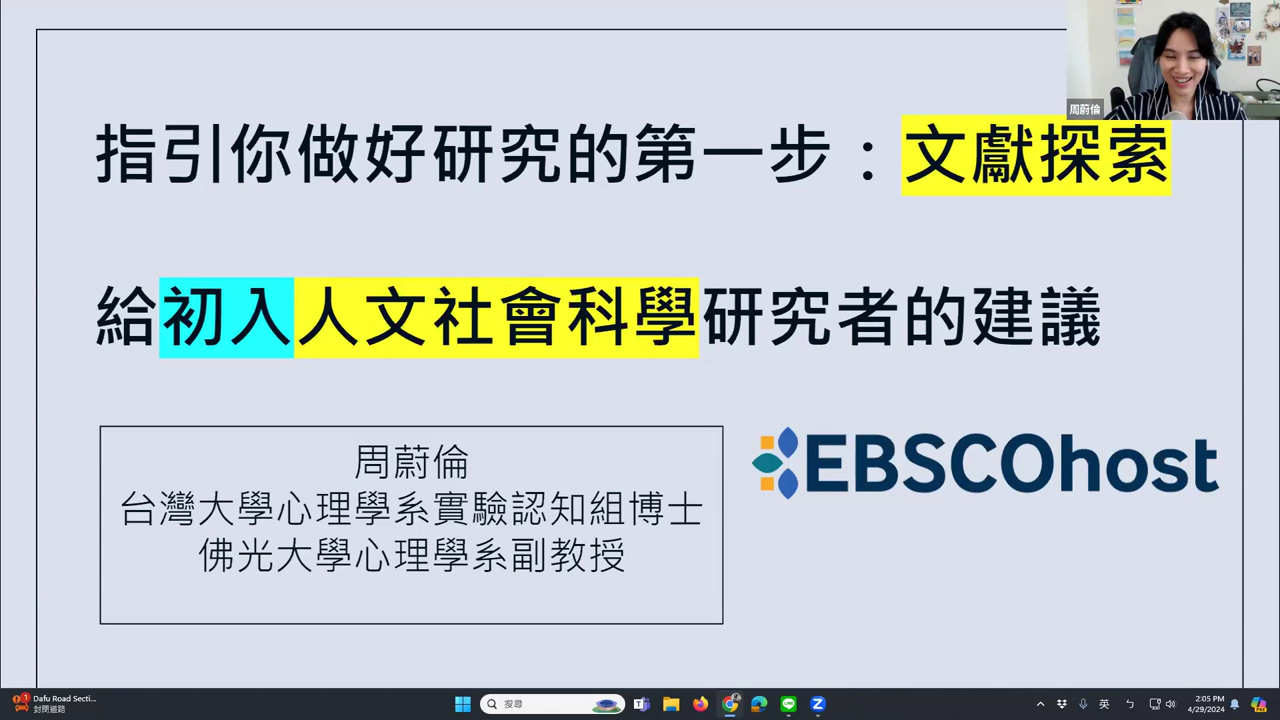 周蔚倫
指引你做好研究的第一步：文獻探索
給初入人文社會科學研究者的建議
周蔚倫
台灣大學心理學系實驗認知組博士
佛光大學心理學系副教授
EBSCOhost
1
Dafu Road Secti...
封閉道路
搜尋
英
ㄅ
2:05 PM
4/29/2024